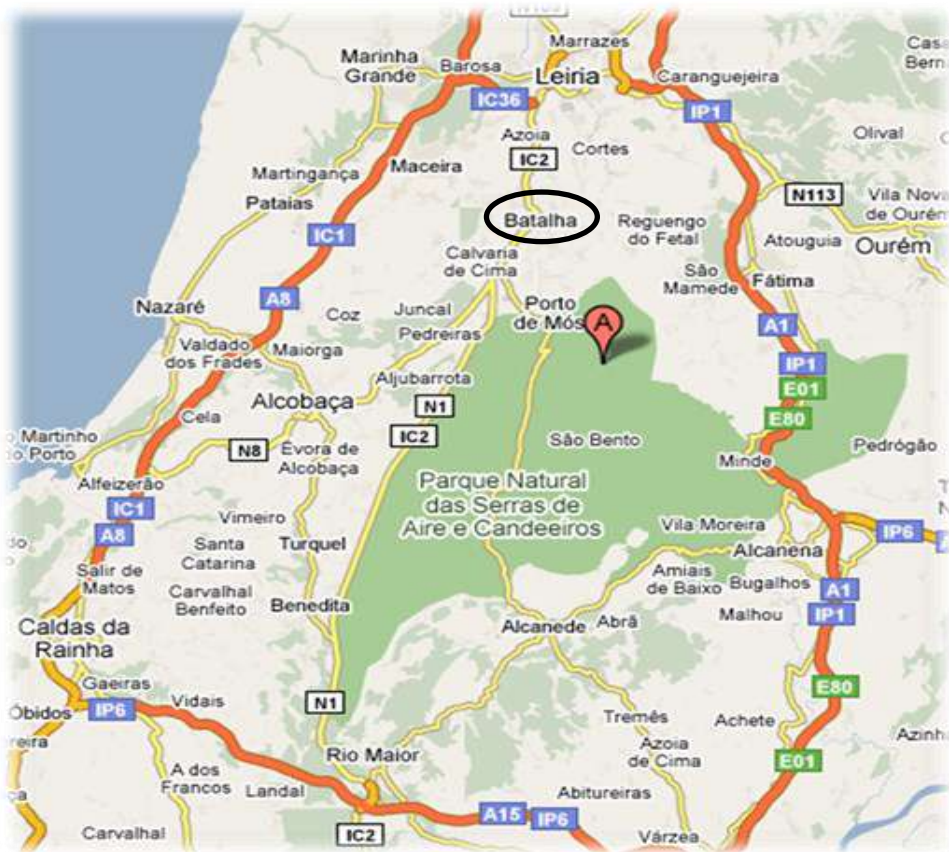 Marrazes
Marinha
Grande
Barosa
Leiria
Caranguejeira
IC36
IP1
Azoia
Olival
IC2
Cortes
Maceira
Martingança
N113
Pataias
Batalha
Reguengo
do Fetal
Vila Nova
de Ourém
IC1
Atouguia
Ourém
Calvaria
de Cima
São
Mamede
Fátima
A8
Nazaré
Juncal
Porto
de Mós
A
Coz
Pedreiras
A1
Valdado
dos Frades
Maiorga
IP1
Aljubarrota
E01
Alcobaça
N1
Cela
E80
IC2
São Bento
o Martinho
do Porto
N8
Évora de
Alcobaça
Pedrógão
Minde
Alfeizerão
Parque Natural
das Serras de
Aire e Candeeiros
IC1
Vimeiro
Vila Moreira
A8
IP6
Santa
Catarina
Turquel
Alcanena
Salir de
Matos
Amiais
de Baixo
Bugalhos
A1
Carvalhal
Benfeito
Benedita
Malhou
IP1
Caldas da
Rainha
Alcanede
Abrã
Gaeiras
E80
Vidais
N1
Óbidos
IP6
Tremês
Achete
Rio Maior
Azoia
de Cima
E01
A dos
Francos
Landal
Abitureiras
A15
IP6
Carvalhal
IC2
Várzea